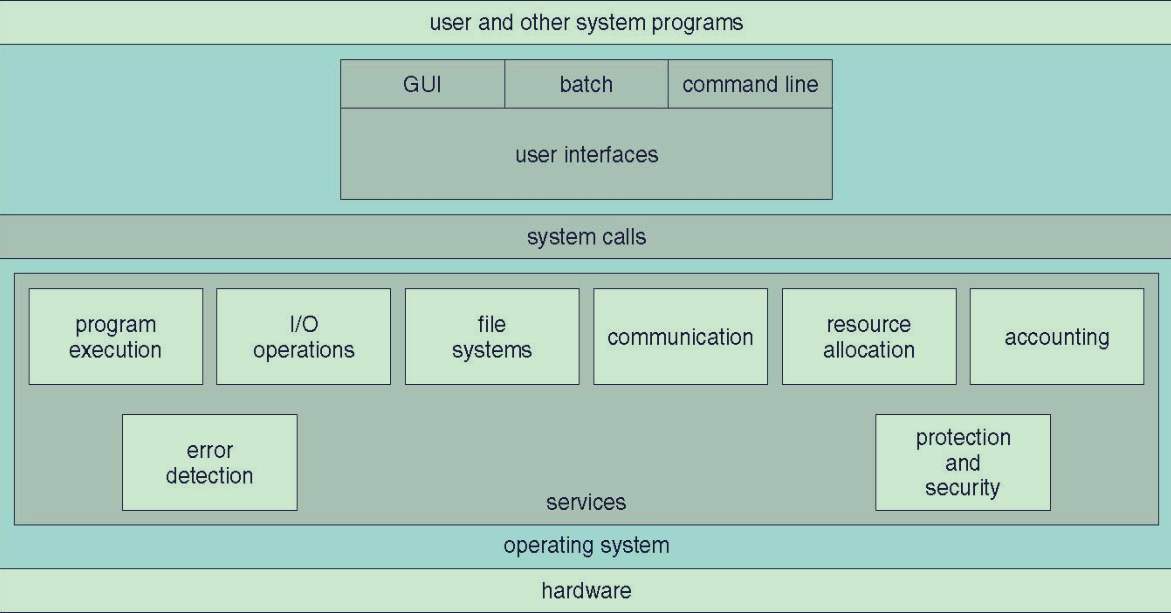 user and other system programs
GUI
batch
command line
user interfaces
system calls
program
execution
I/O
operations
file
systems
communication
resource
allocation
accounting
error
detection
protection
and
security
services
operating system
hardware